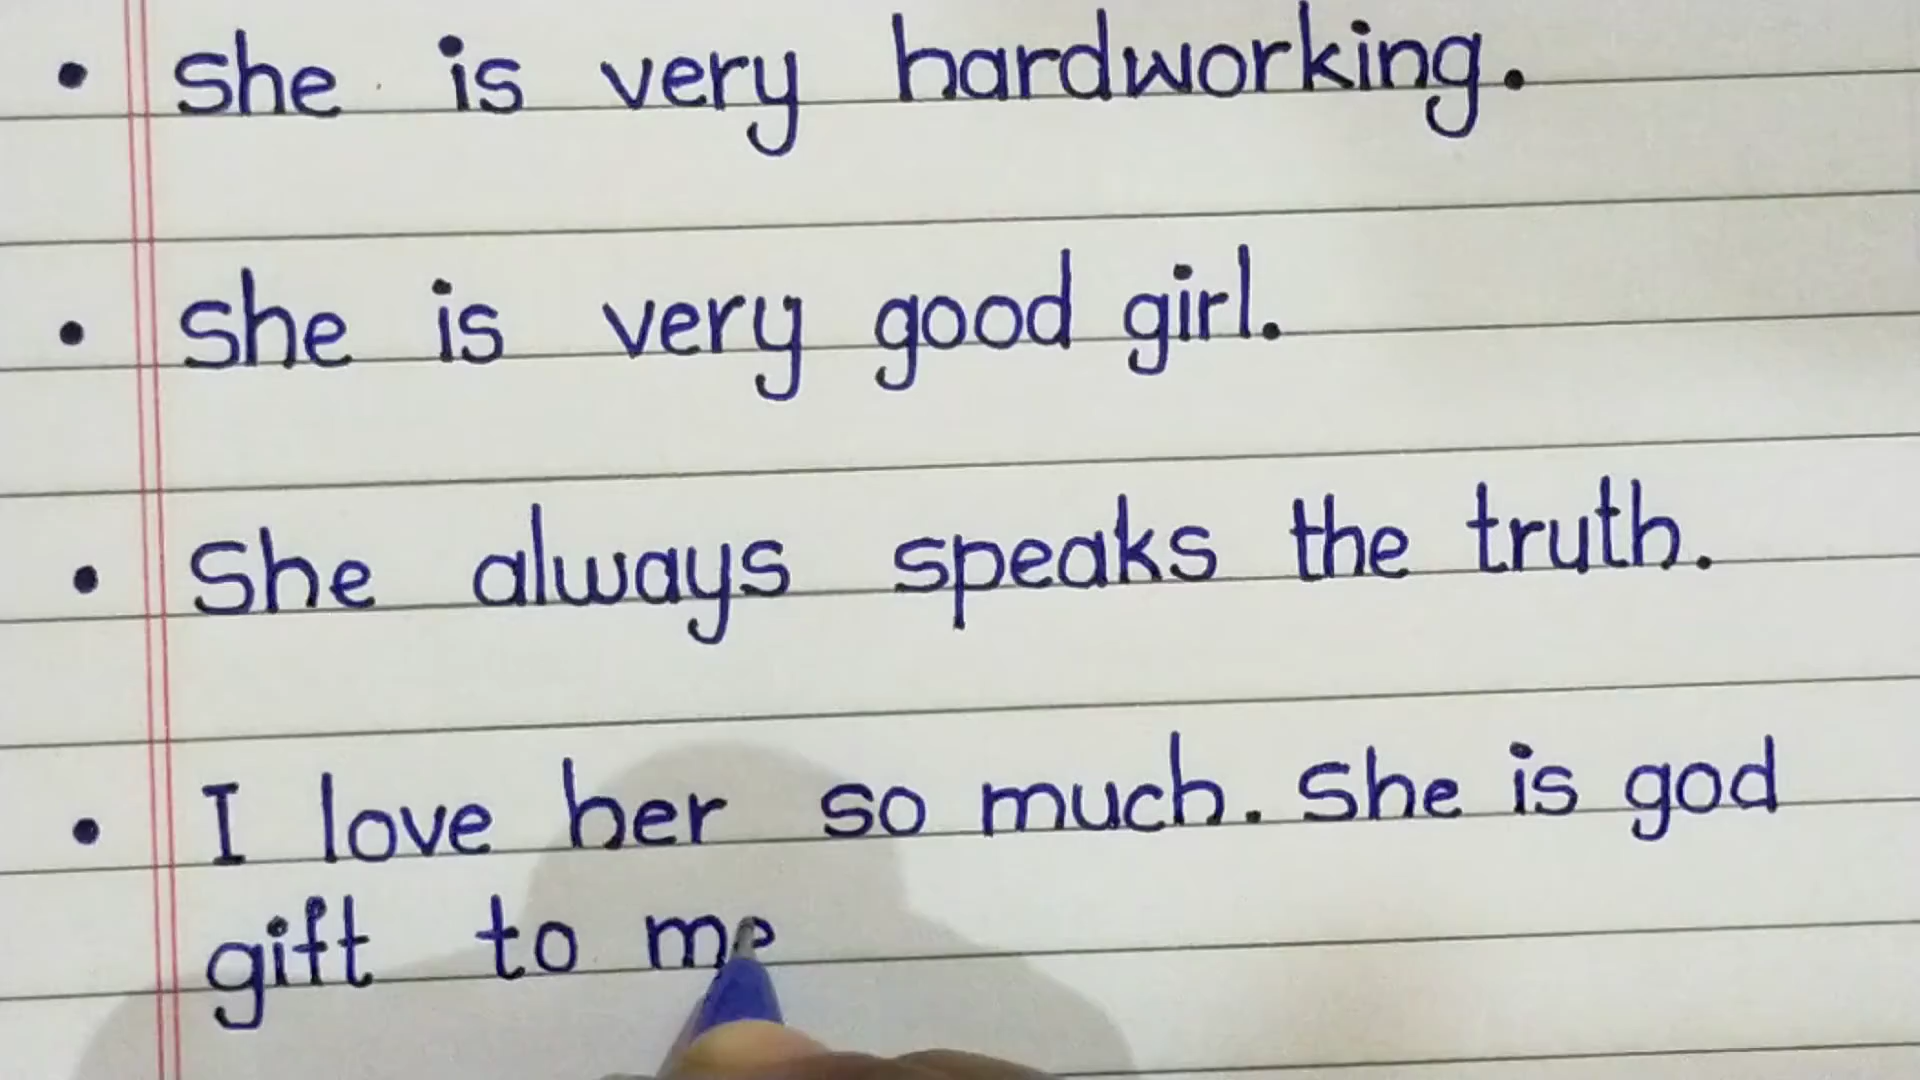 • She is very hardworking.
• She is very good girl.
• She always speaks the truth.
• I love her so much. She is god
gift to me